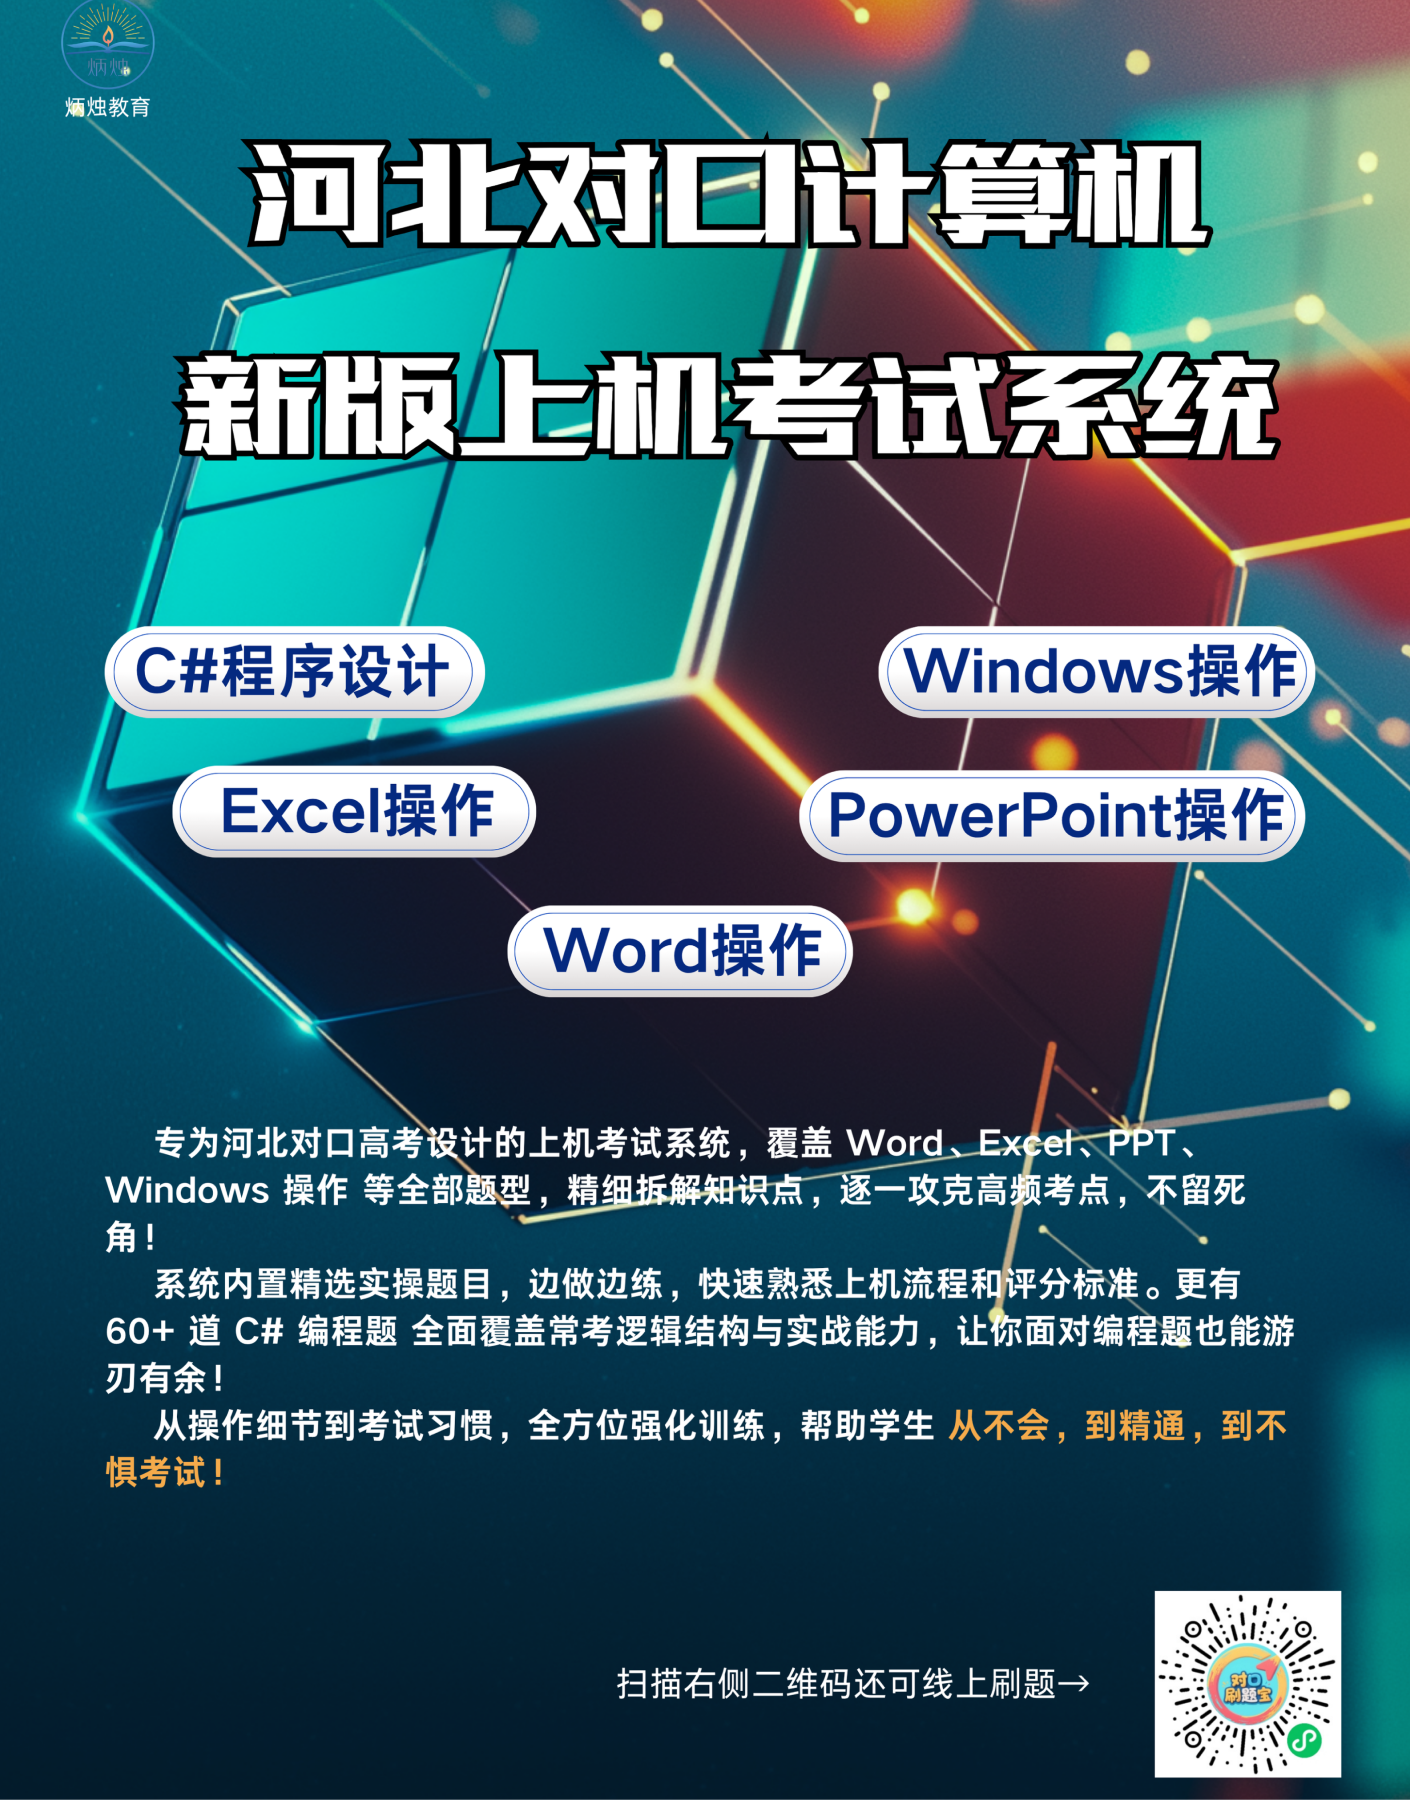 炳烛
炳烛教育
河北对口计算机
新版上机考试系统
C#程序设计
Windows操作
Excel操作
PowerPoint操作
Word操作
专为河北对口高考设计的上机考试系统，覆盖 Word、Excel、PPT、
Windows 操作 等全部题型，精细拆解知识点，逐一攻克高频考点，不留死
角！
系统内置精选实操题目，边做边练，快速熟悉上机流程和评分标准。更有
60+ 道 C# 编程题 全面覆盖常考逻辑结构与实战能力，让你面对编程题也能游
刃有余！
从操作细节到考试习惯，全方位强化训练，帮助学生 从不会，到精通，到不
惧考试！
扫描右侧二维码还可线上刷题→
对口
刷题宝